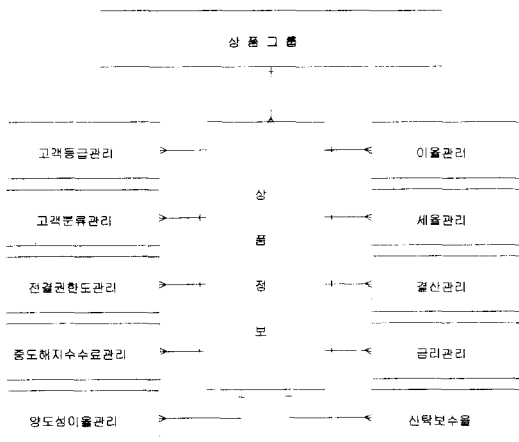 상품그룹
고객등급관리
이율관리
상
고객분류관리
세율관리
품
전결권한도관리
정
결산관리
중도해지수수료관리
보
금리관리
양도성이율관리
신탁보수율